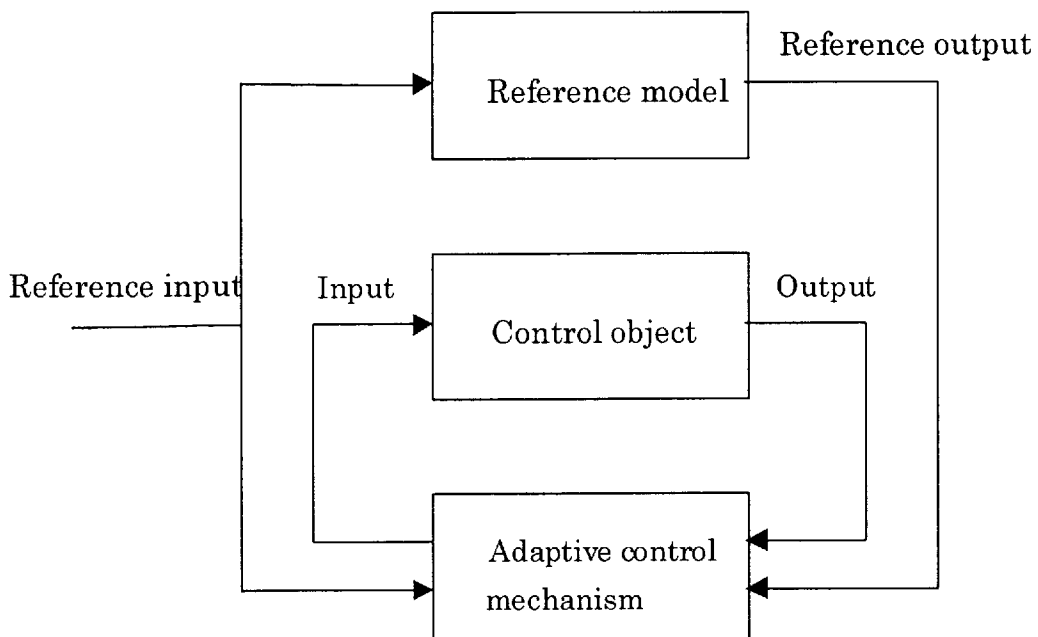 Reference output
Reference model
Reference input
Input
Output
Control object
Adaptive control
mechanism